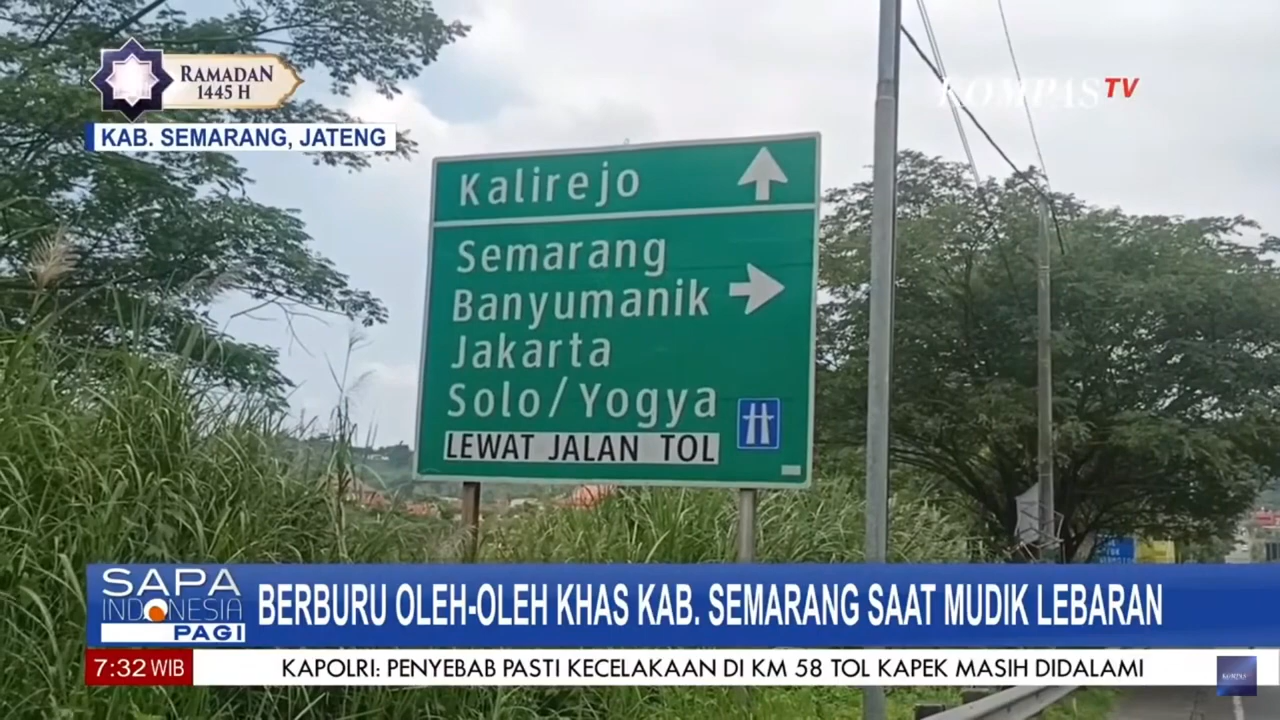 RAMADAN
1445 H
KOMPAS TV
KAB. SEMARANG, JATENG
Kalirejo
Semarang
Banyumanik
Jakarta
Solo/Yogya
LEWAT JALAN TOL
SAPA
INDONESIA
PAGI
BERBURU OLEH-OLEH KHAS KAB. SEMARANG SAAT MUDIK LEBARAN
7:32 WIB
KAPOLRI: PENYEBAB PASTI KECELAKAAN DI KM 58 TOL KAPEK MASIH DIDALAMI
KOMPAS